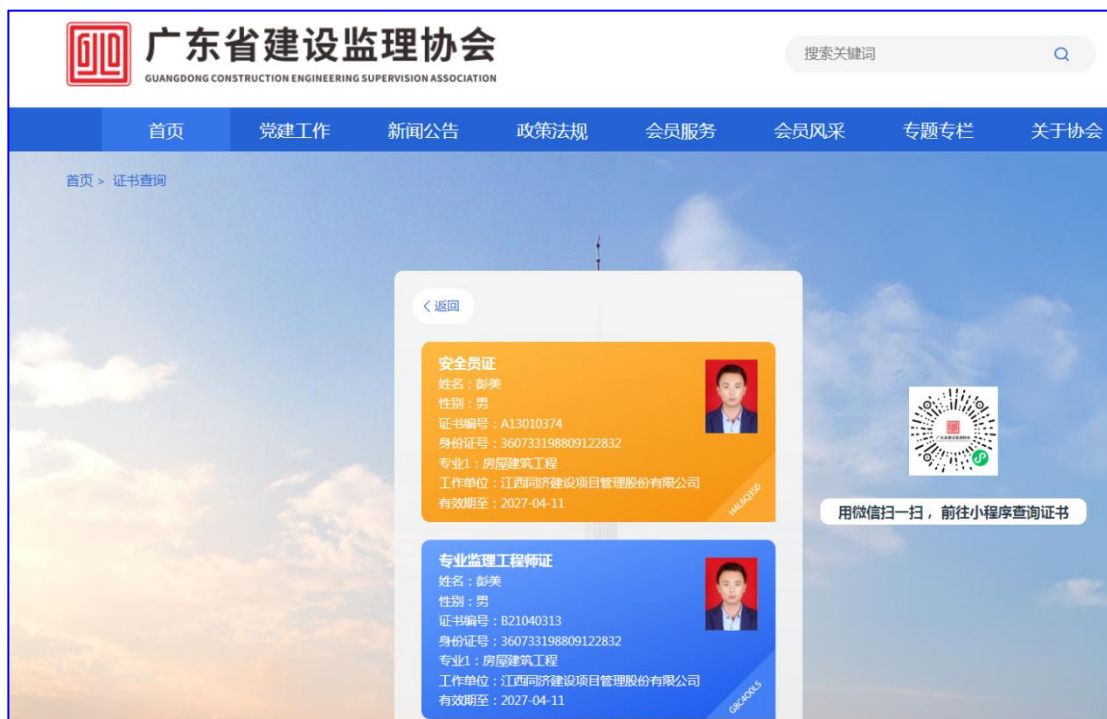 广东省建设监理协会
GUANGDONG CONSTRUCTION ENGINEERING SUPERVISION ASSOCIATION
搜索关键词
首页 党建工作 新闻公告 政策法规 会员服务 会员风采 专题专栏 关于协会
首页 > 证书查询
< 返回
安全员证
姓名：彭美
性别：男
证书编号：A13010374
身份证号：360733198809122832
专业1：房屋建筑工程
工作单位：江西同济建设项目管理股份有限公司
有效期至：2027-04-11
H4L6Q3S0
用微信扫一扫，前往小程序查询证书
专业监理工程师证
姓名：彭美
性别：男
证书编号：B21040313
身份证号：360733198809122832
专业1：房屋建筑工程
工作单位：江西同济建设项目管理股份有限公司
有效期至：2027-04-11